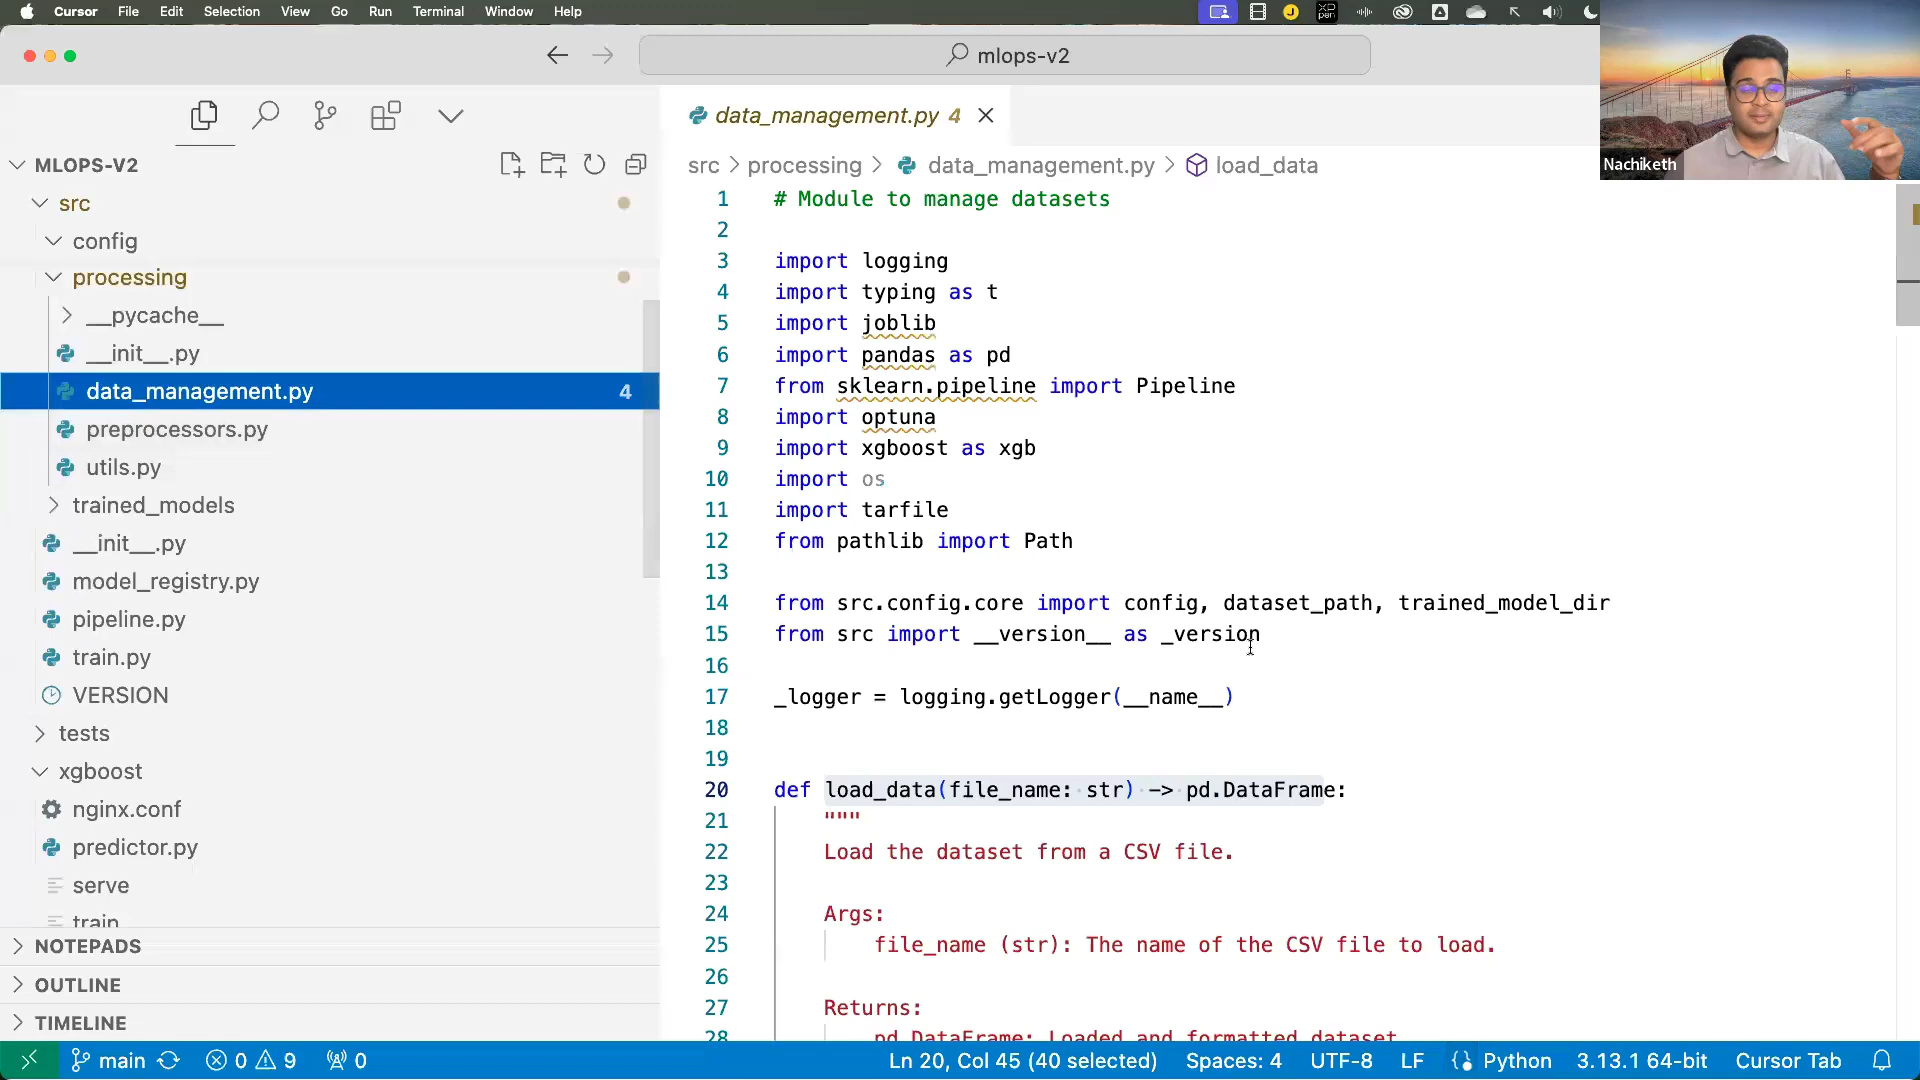 Cursor File Edit Selection View Go Run Terminal Window Help
mlops-v2
Nachiketh
MLOPS-V2
src
config
processing
__pycache__
__init__.py
data_management.py 4
preprocessors.py
utils.py
trained_models
__init__.py
model_registry.py
pipeline.py
train.py
VERSION
tests
xgboost
nginx.conf
predictor.py
serve
train
NOTEPADS
OUTLINE
TIMELINE
data_management.py 4
src > processing > data_management.py > load_data
1 # Module to manage datasets
2
3 import logging
4 import typing as t
5 import joblib
6 import pandas as pd
7 from sklearn.pipeline import Pipeline
8 import optuna
9 import xgboost as xgb
10 import os
11 import tarfile
12 from pathlib import Path
13
14 from src.config.core import config, dataset_path, trained_model_dir
15 from src import __version__ as _version
16
17 _logger = logging.getLogger(__name__)
18
19
20 def load_data(file_name: str) -> pd.DataFrame:
21 """
22 Load the dataset from a CSV file.
23
24 Args:
25 file_name (str): The name of the CSV file to load.
26
27 Returns:
28 pd.DataFrame: Loaded and formatted dataset
main 0 9 0 Ln 20, Col 45 (40 selected) Spaces: 4 UTF-8 LF Python 3.13.1 64-bit Cursor Tab